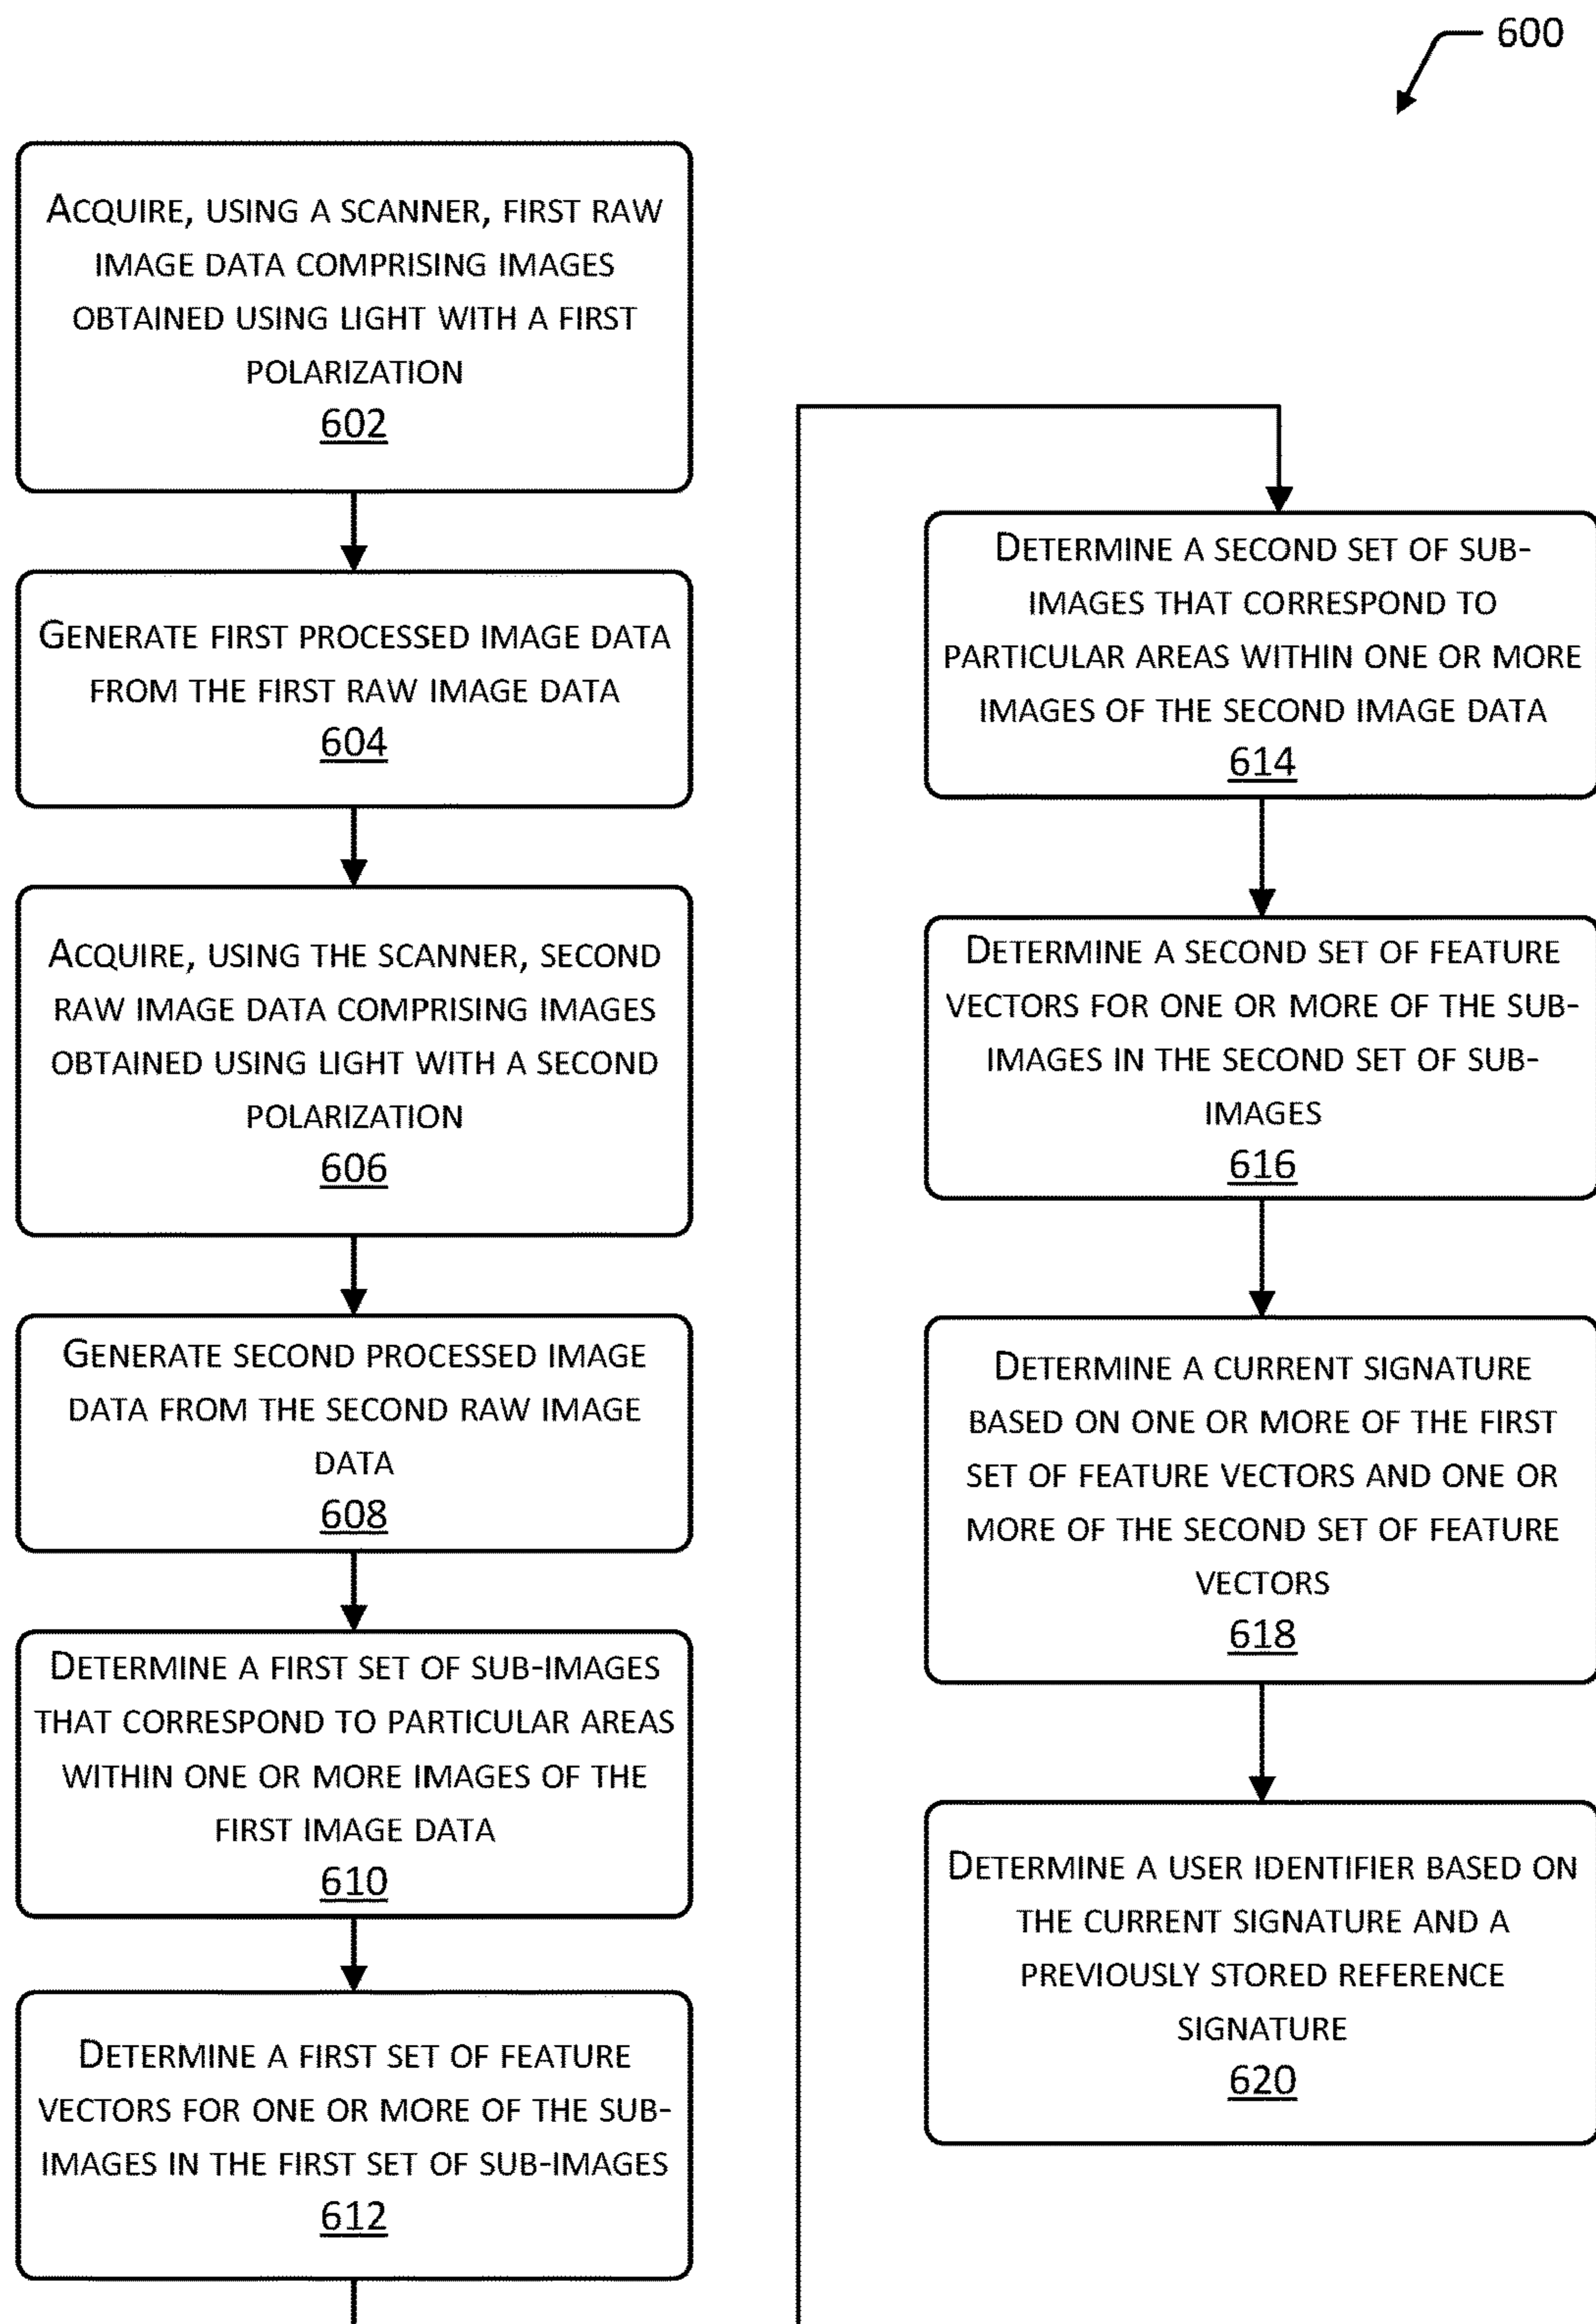 600
ACQUIRE, USING A SCANNER, FIRST RAW
IMAGE DATA COMPRISING IMAGES
OBTAINED USING LIGHT WITH A FIRST
POLARIZATION
602
GENERATE FIRST PROCESSED IMAGE DATA
FROM THE FIRST RAW IMAGE DATA
604
ACQUIRE, USING THE SCANNER, SECOND
RAW IMAGE DATA COMPRISING IMAGES
OBTAINED USING LIGHT WITH A SECOND
POLARIZATION
606
GENERATE SECOND PROCESSED IMAGE
DATA FROM THE SECOND RAW IMAGE
DATA
608
DETERMINE A FIRST SET OF SUB-IMAGES
THAT CORRESPOND TO PARTICULAR AREAS
WITHIN ONE OR MORE IMAGES OF THE
FIRST IMAGE DATA
610
DETERMINE A FIRST SET OF FEATURE
VECTORS FOR ONE OR MORE OF THE SUB-
IMAGES IN THE FIRST SET OF SUB-IMAGES
612
DETERMINE A SECOND SET OF SUB-
IMAGES THAT CORRESPOND TO
PARTICULAR AREAS WITHIN ONE OR MORE
IMAGES OF THE SECOND IMAGE DATA
614
DETERMINE A SECOND SET OF FEATURE
VECTORS FOR ONE OR MORE OF THE SUB-
IMAGES IN THE SECOND SET OF SUB-
IMAGES
616
DETERMINE A CURRENT SIGNATURE
BASED ON ONE OR MORE OF THE FIRST
SET OF FEATURE VECTORS AND ONE OR
MORE OF THE SECOND SET OF FEATURE
VECTORS
618
DETERMINE A USER IDENTIFIER BASED ON
THE CURRENT SIGNATURE AND A
PREVIOUSLY STORED REFERENCE
SIGNATURE
620